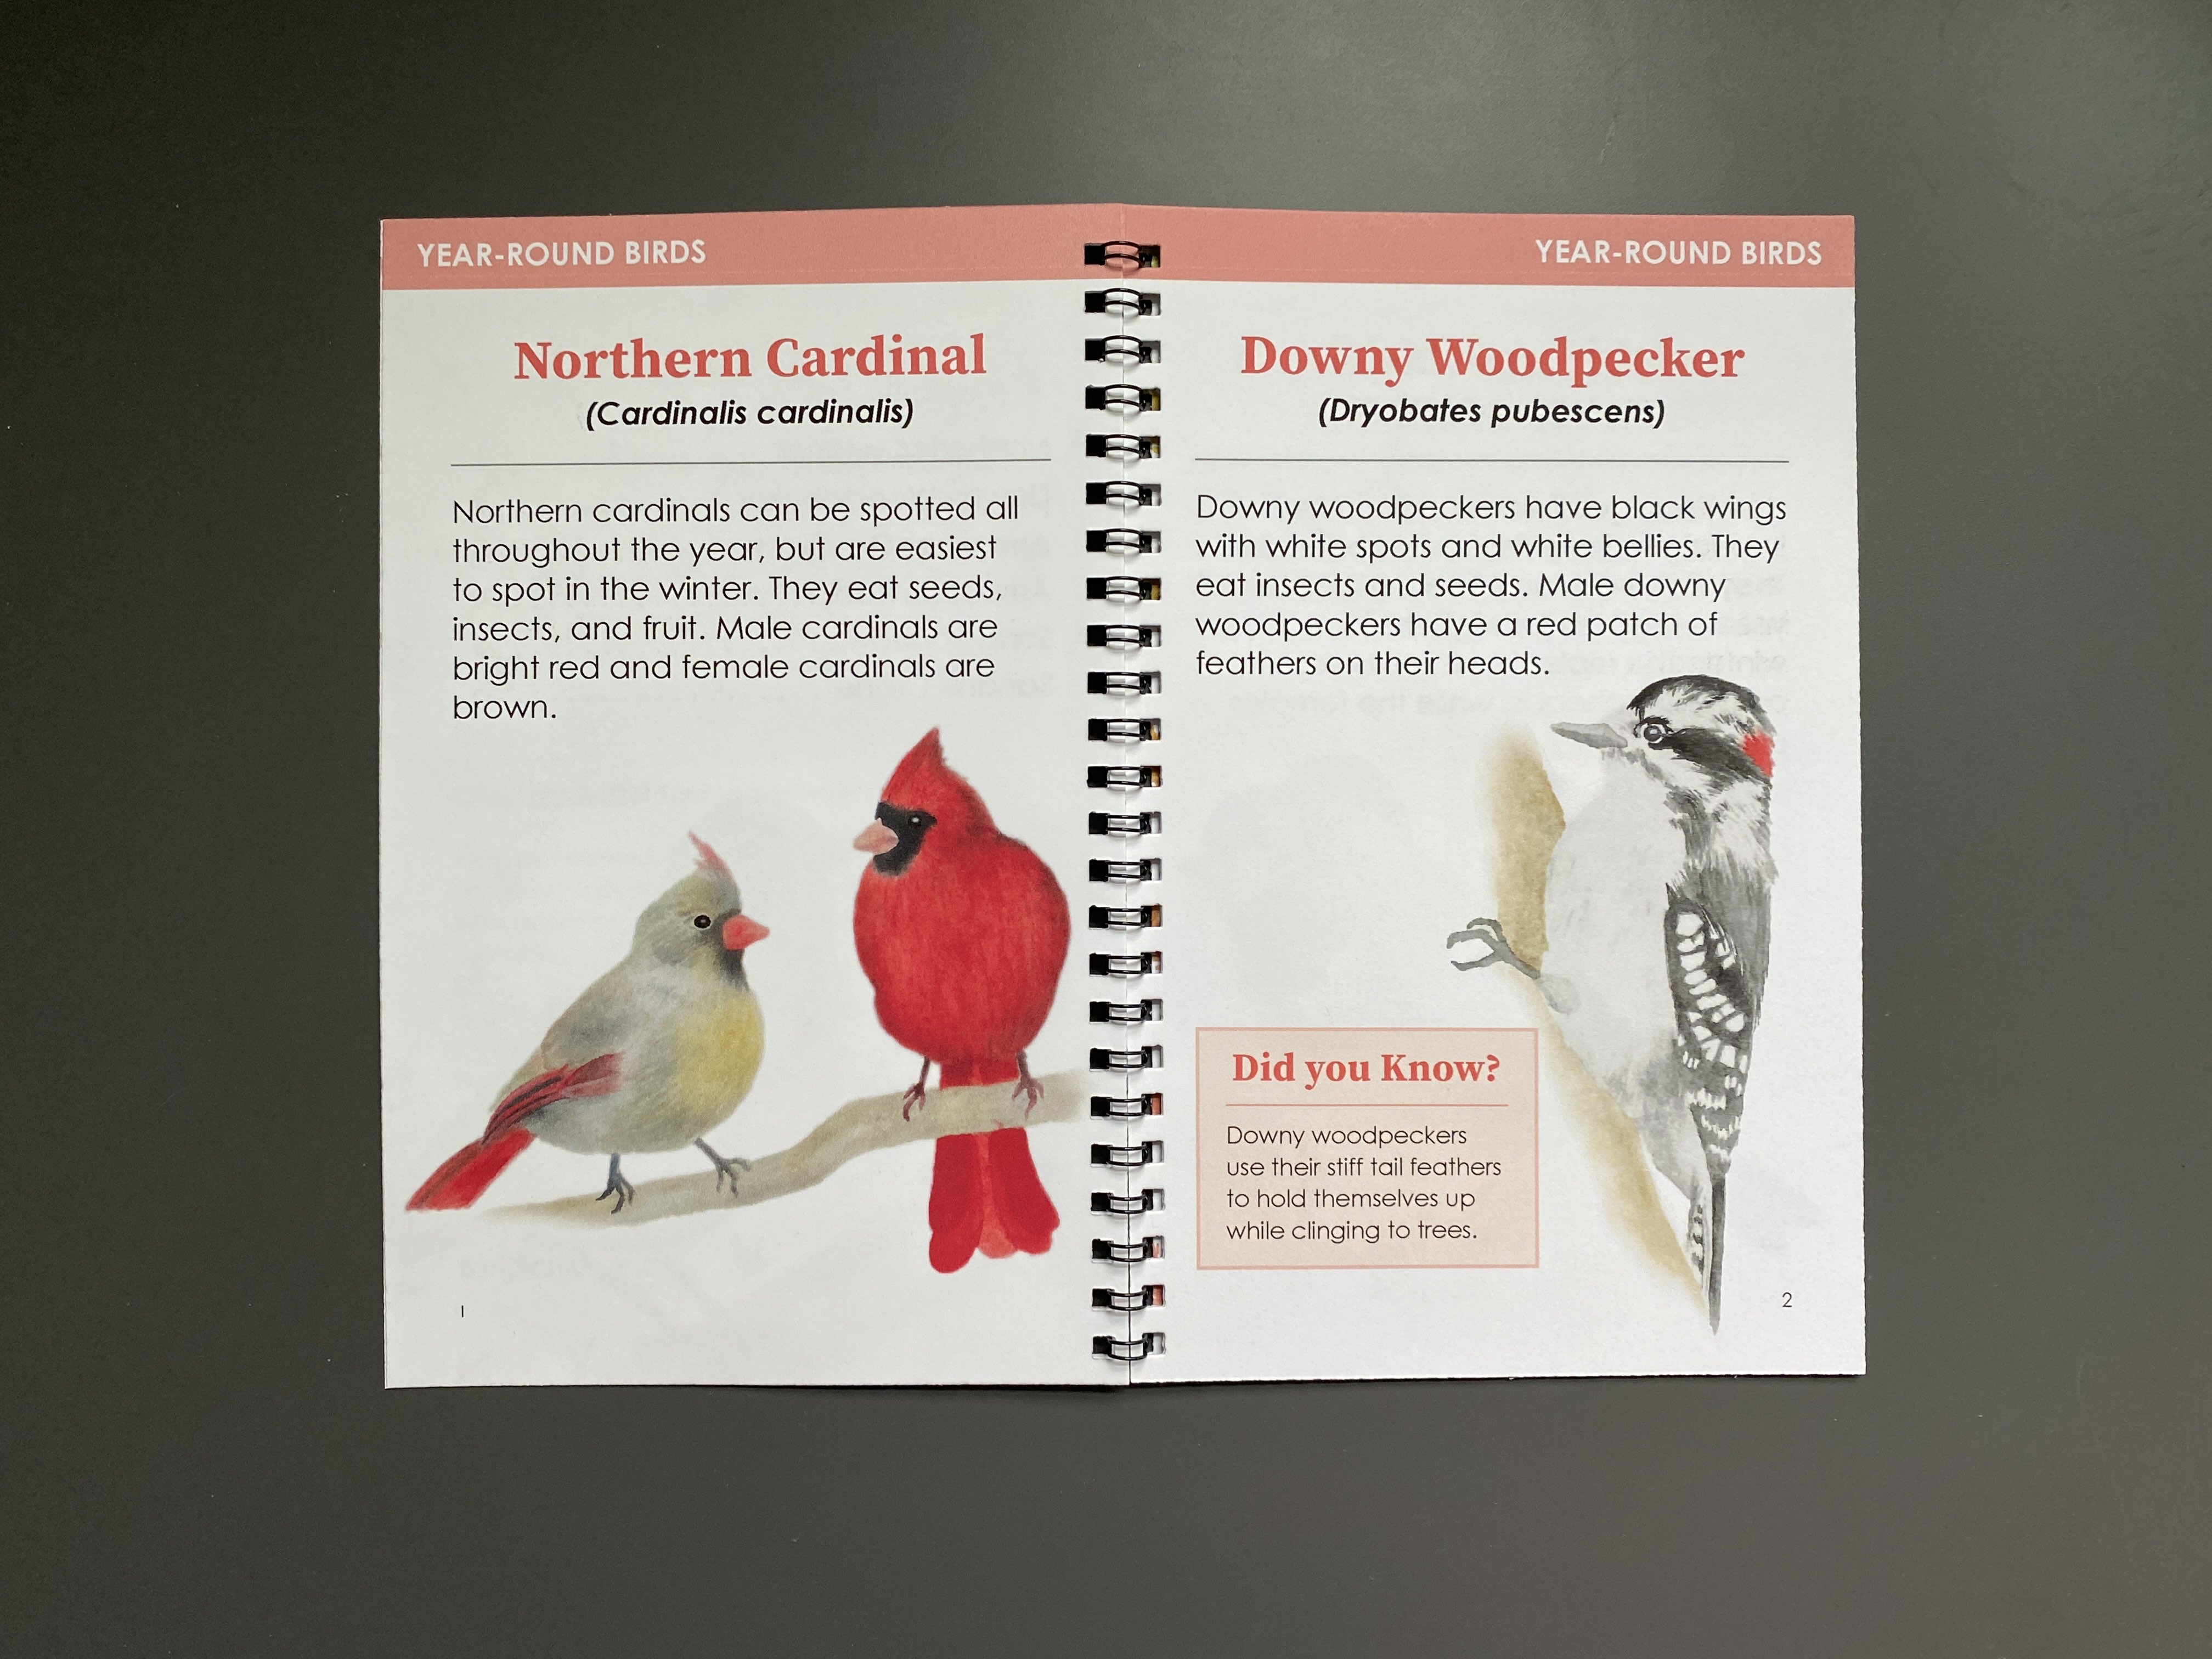 YEAR-ROUND BIRDS
Northern Cardinal
(Cardinalis cardinalis)
Northern cardinals can be spotted all
throughout the year, but are easiest
to spot in the winter. They eat seeds,
insects, and fruit. Male cardinals are
bright red and female cardinals are
brown.
1
YEAR-ROUND BIRDS
Downy Woodpecker
(Dryobates pubescens)
Downy woodpeckers have black wings
with white spots and white bellies. They
eat insects and seeds. Male downy
woodpeckers have a red patch of
feathers on their heads.
Did you Know?
Downy woodpeckers
use their stiff tail feathers
to hold themselves up
while clinging to trees.
2